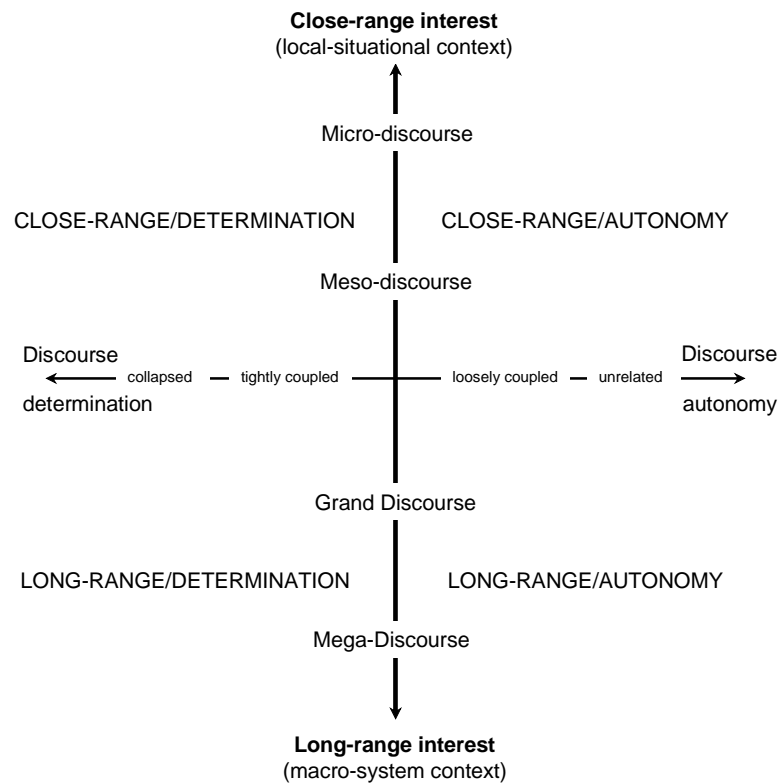 Close-range interest
(local-situational context)
Micro-discourse
CLOSE-RANGE/DETERMINATION
CLOSE-RANGE/AUTONOMY
Meso-discourse
Discourse
determination
collapsed
tightly coupled
loosely coupled
unrelated
Discourse
autonomy
Grand Discourse
LONG-RANGE/DETERMINATION
LONG-RANGE/AUTONOMY
Mega-Discourse
Long-range interest
(macro-system context)